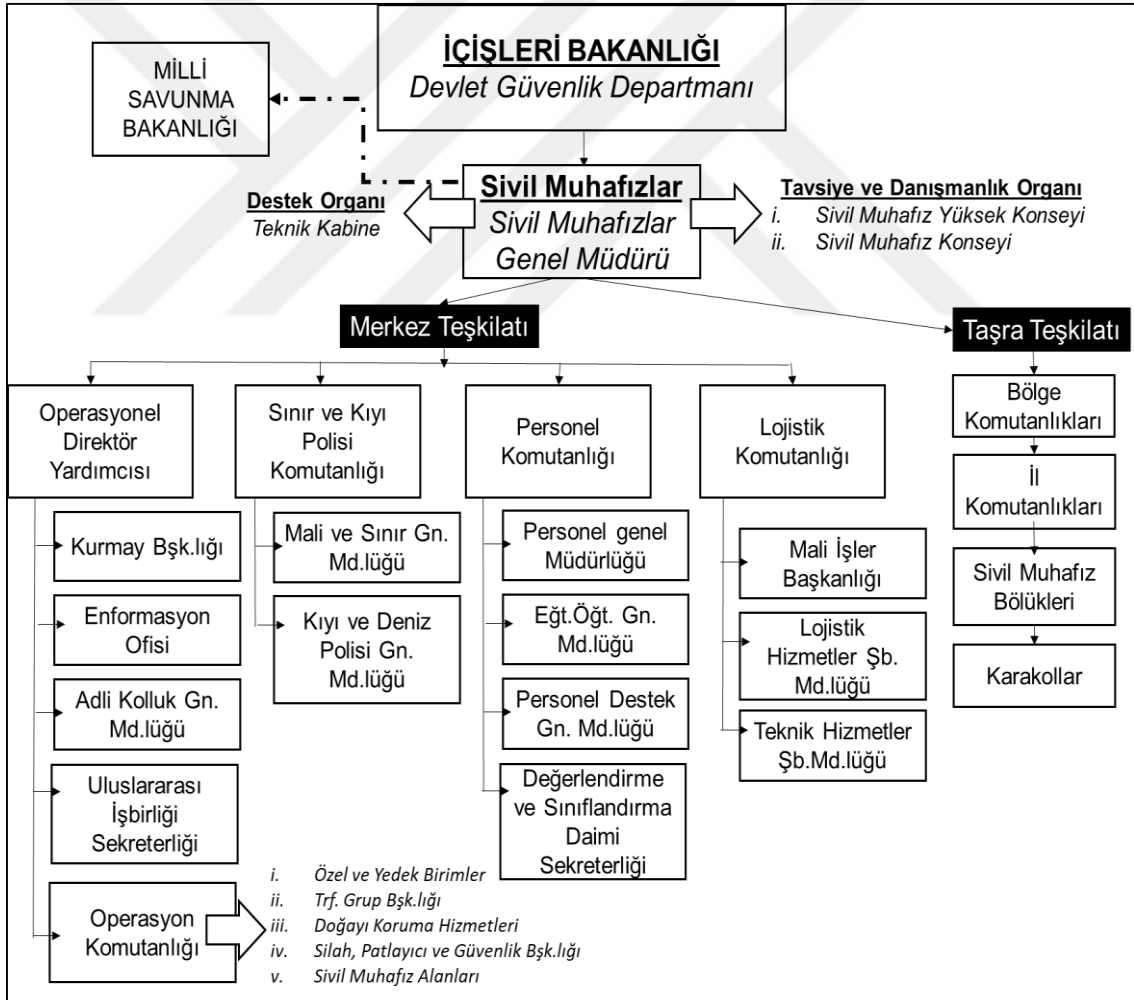 İÇİŞLERİ BAKANLIĞI
Devlet Güvenlik Departmanı
MİLLİ
SAVUNMA
BAKANLIĞI
Sivil Muhafızlar
Sivil Muhafızlar
Genel Müdürü
Destek Organı
Teknik Kabine
Tavsiye ve Danışmanlık Organı
i. Sivil Muhafız Yüksek Konseyi
ii. Sivil Muhafız Konseyi
Merkez Teşkilatı
Taşra Teşkilatı
Operasyonel
Direktör
Yardımcısı
Kurmay Bşk.lığı
Enformasyon
Ofisi
Adli Kolluk Gn.
Md.lüğü
Uluslararası
İşbirliği
Sekreterliği
Operasyon
Komutanlığı
i. Özel ve Yedek Birimler
ii. Trf. Grup Bşk.lığı
iii. Doğayı Koruma Hizmetleri
iv. Silah, Patlayıcı ve Güvenlik Bşk.lığı
v. Sivil Muhafız Alanları
Sınır ve Kıyı
Polisi
Komutanlığı
Mali ve Sınır Gn.
Md.lüğü
Kıyı ve Deniz
Polisi Gn.
Md.lüğü
Personel
Komutanlığı
Personel genel
Müdürlüğü
Eğt.Öğt. Gn.
Md.lüğü
Personel Destek
Gn. Md.lüğü
Değerlendirme
ve Sınıflandırma
Daimi
Sekreterliği
Lojistik
Komutanlığı
Mali İşler
Başkanlığı
Lojistik
Hizmetler Şb.
Md.lüğü
Teknik Hizmetler
Şb.Md.lüğü
Bölge
Komutanlıkları
İl
Komutanlıkları
Sivil Muhafız
Bölükleri
Karakollar